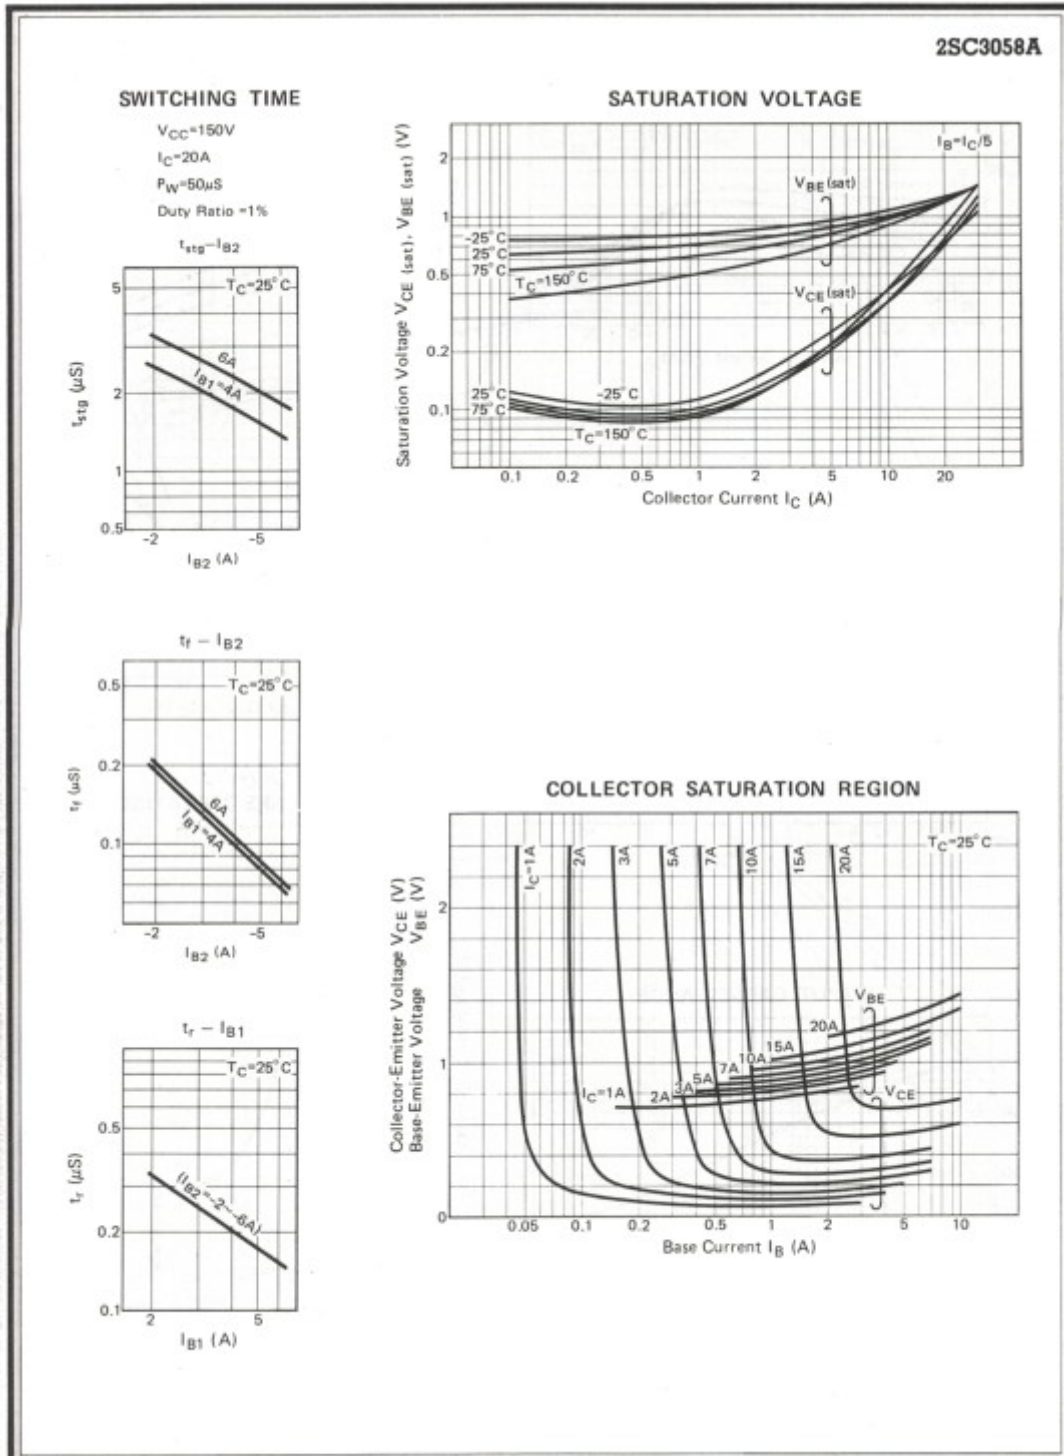 2SC3058A
SWITCHING TIME
VCC=150V
IC=20A
PW=50μS
Duty Ratio =1%
tstg–IB2
TC=25°C
5
2
1
0.5
tstg (μS)
6A
IB1=4A
-2
-5
IB2 (A)
tf – IB2
TC=25°C
0.5
0.2
0.1
tf (μS)
6A
IB1=4A
-2
-5
IB2 (A)
tr – IB1
TC=25°C
0.5
0.2
0.1
tr (μS)
(IB2=-2~-6A)
2
5
IB1 (A)
SATURATION VOLTAGE
Saturation Voltage VCE (sat), VBE (sat) (V)
IB=IC/5
2
1
0.5
0.2
0.1
VBE(sat)
-25°C
25°C
75°C
TC=150°C
VCE(sat)
25°C
-25°C
75°C
TC=150°C
0.1
0.2
0.5
1
2
5
10
20
Collector Current IC (A)
COLLECTOR SATURATION REGION
Collector-Emitter Voltage VCE (V)
Base-Emitter Voltage VBE (V)
TC=25°C
2
1
0
IC=1A
2A
3A
5A
7A
10A
15A
20A
VBE
20A
15A
10A
7A
5A
3A
2A
IC=1A
VCE
0.05
0.1
0.2
0.5
1
2
5
10
Base Current IB (A)